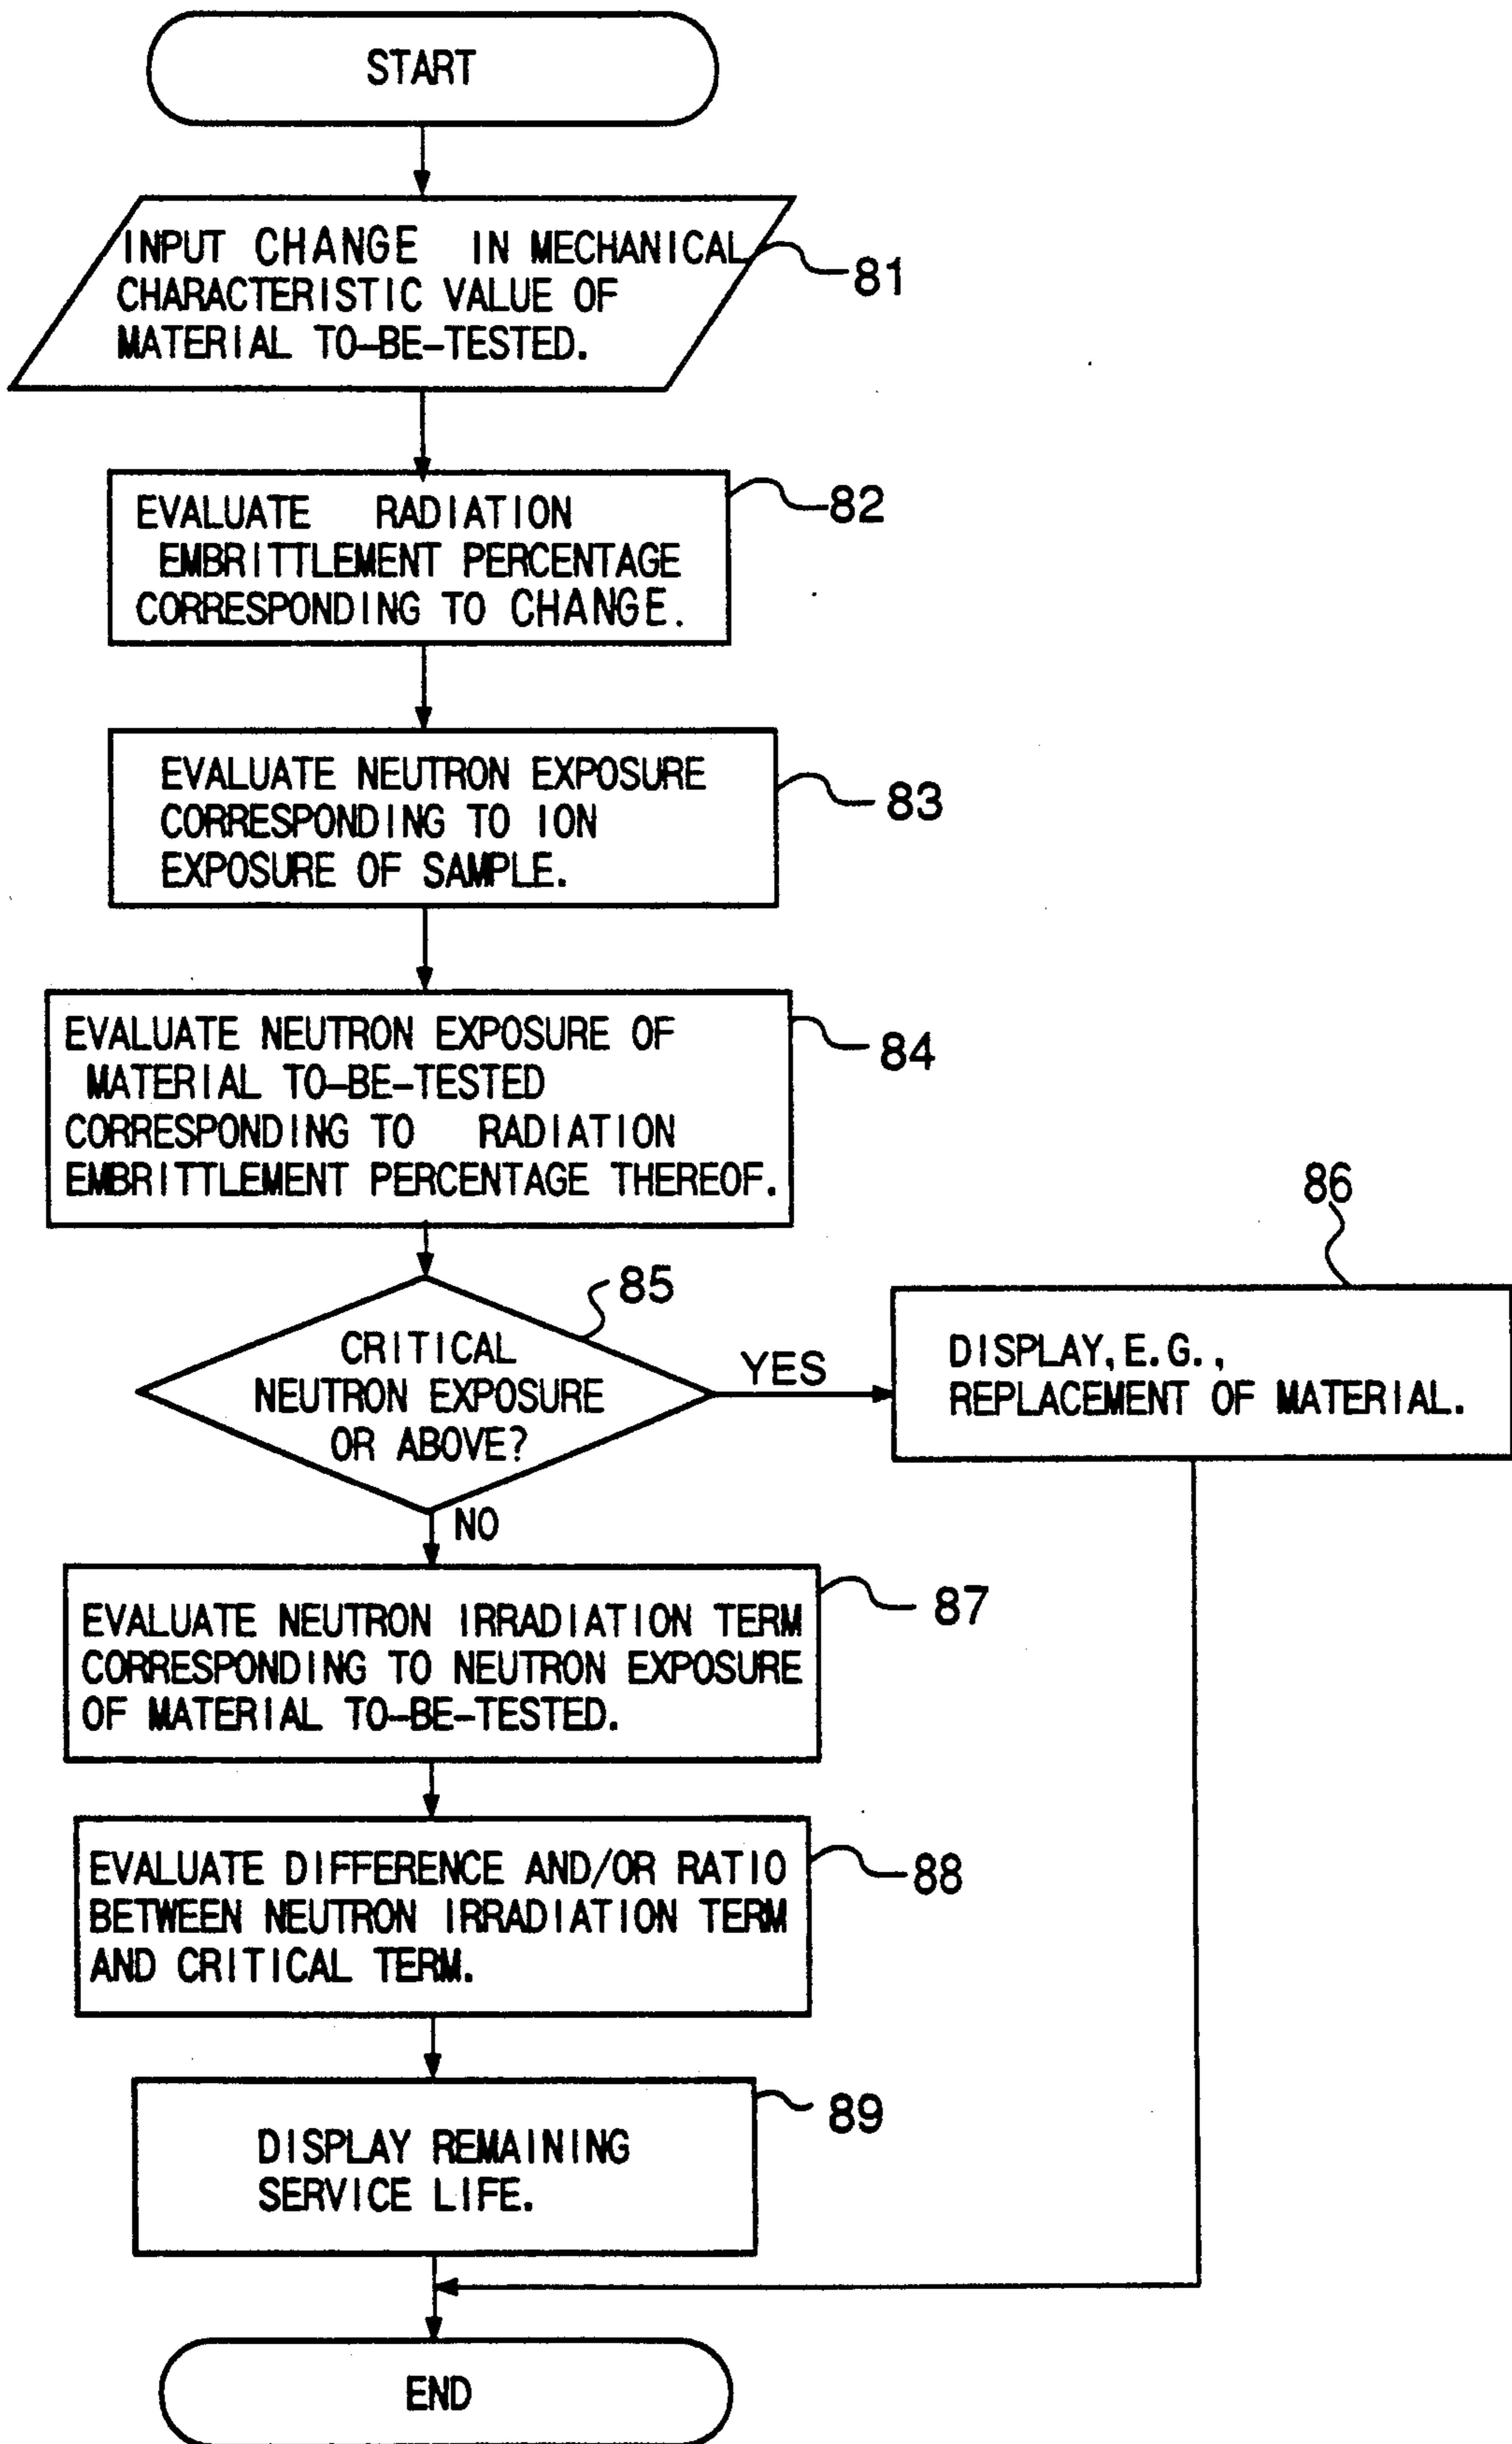 START
INPUT CHANGE IN MECHANICAL
CHARACTERISTIC VALUE OF
MATERIAL TO-BE-TESTED.
81
EVALUATE RADIATION
EMBRITTLEMENT PERCENTAGE
CORRESPONDING TO CHANGE.
82
EVALUATE NEUTRON EXPOSURE
CORRESPONDING TO ION
EXPOSURE OF SAMPLE.
83
EVALUATE NEUTRON EXPOSURE OF
MATERIAL TO-BE-TESTED
CORRESPONDING TO RADIATION
EMBRITTLEMENT PERCENTAGE THEREOF.
84
85
CRITICAL
NEUTRON EXPOSURE
OR ABOVE?
YES
86
DISPLAY, E.G.,
REPLACEMENT OF MATERIAL.
NO
EVALUATE NEUTRON IRRADIATION TERM
CORRESPONDING TO NEUTRON EXPOSURE
OF MATERIAL TO-BE-TESTED.
87
EVALUATE DIFFERENCE AND/OR RATIO
BETWEEN NEUTRON IRRADIATION TERM
AND CRITICAL TERM.
88
DISPLAY REMAINING
SERVICE LIFE.
89
END